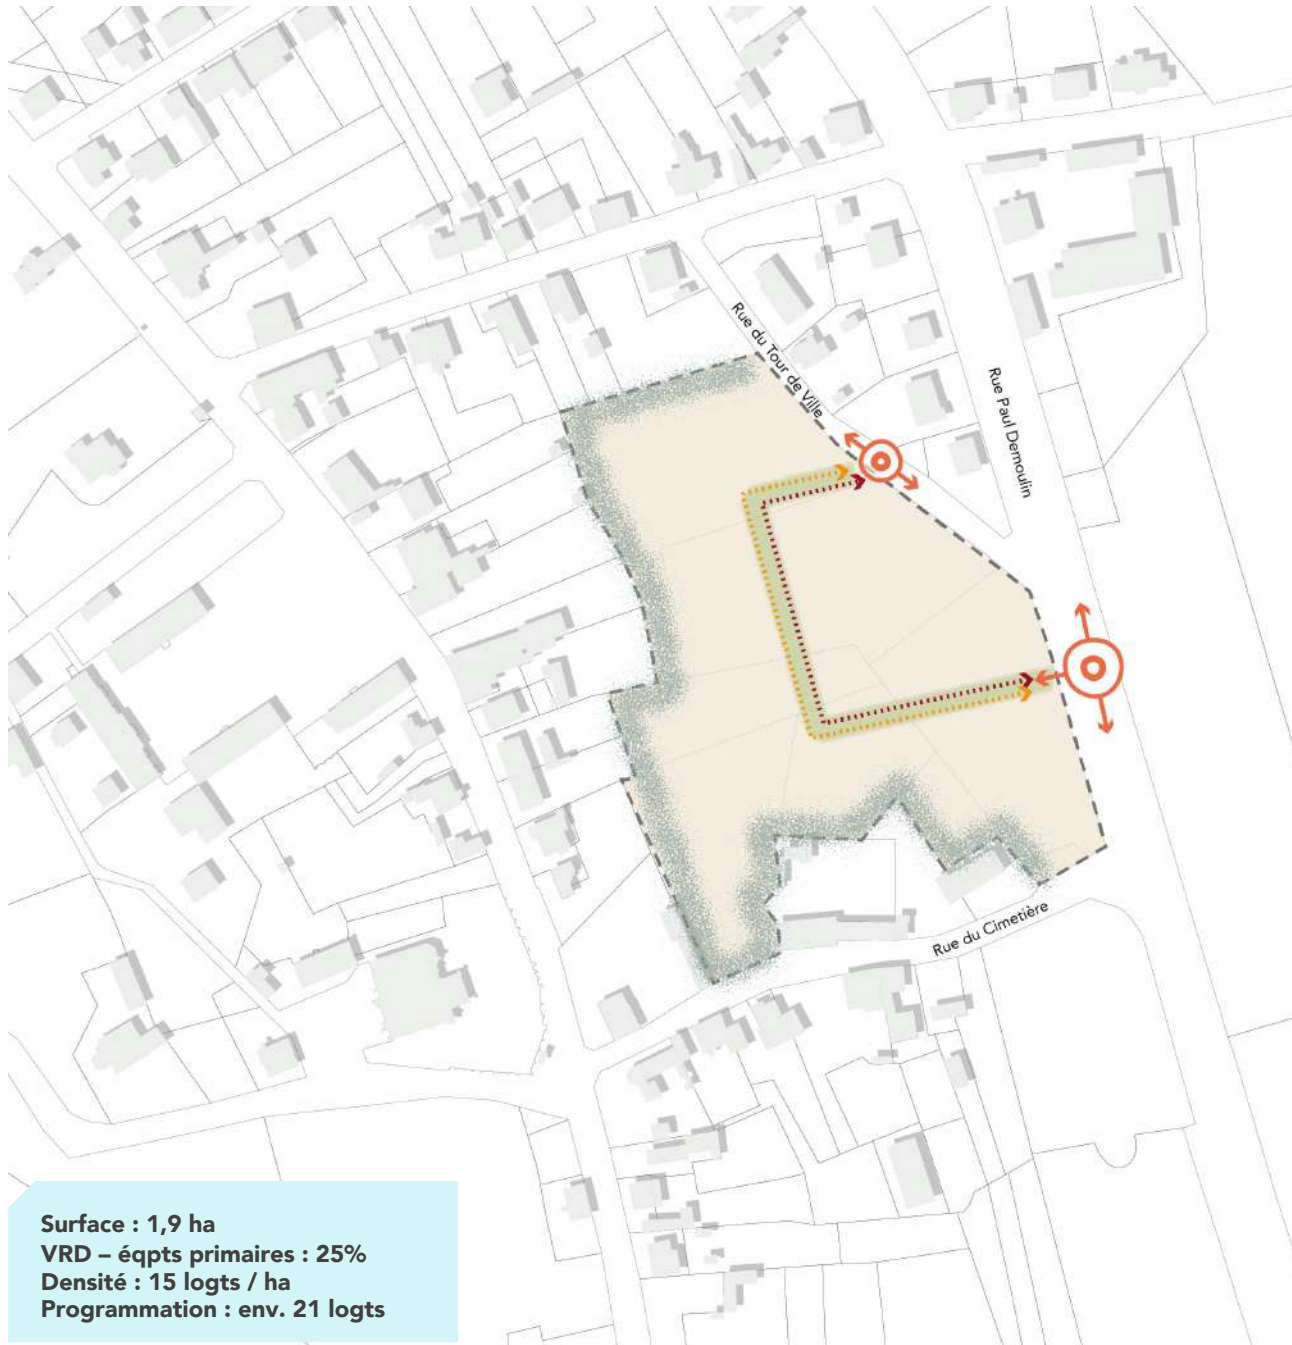 Rue du Tour de Ville
Rue Paul Demoulin
Rue du Cimetière
Surface : 1,9 ha
VRD – éqpts primaires : 25%
Densité : 15 logts / ha
Programmation : env. 21 logts